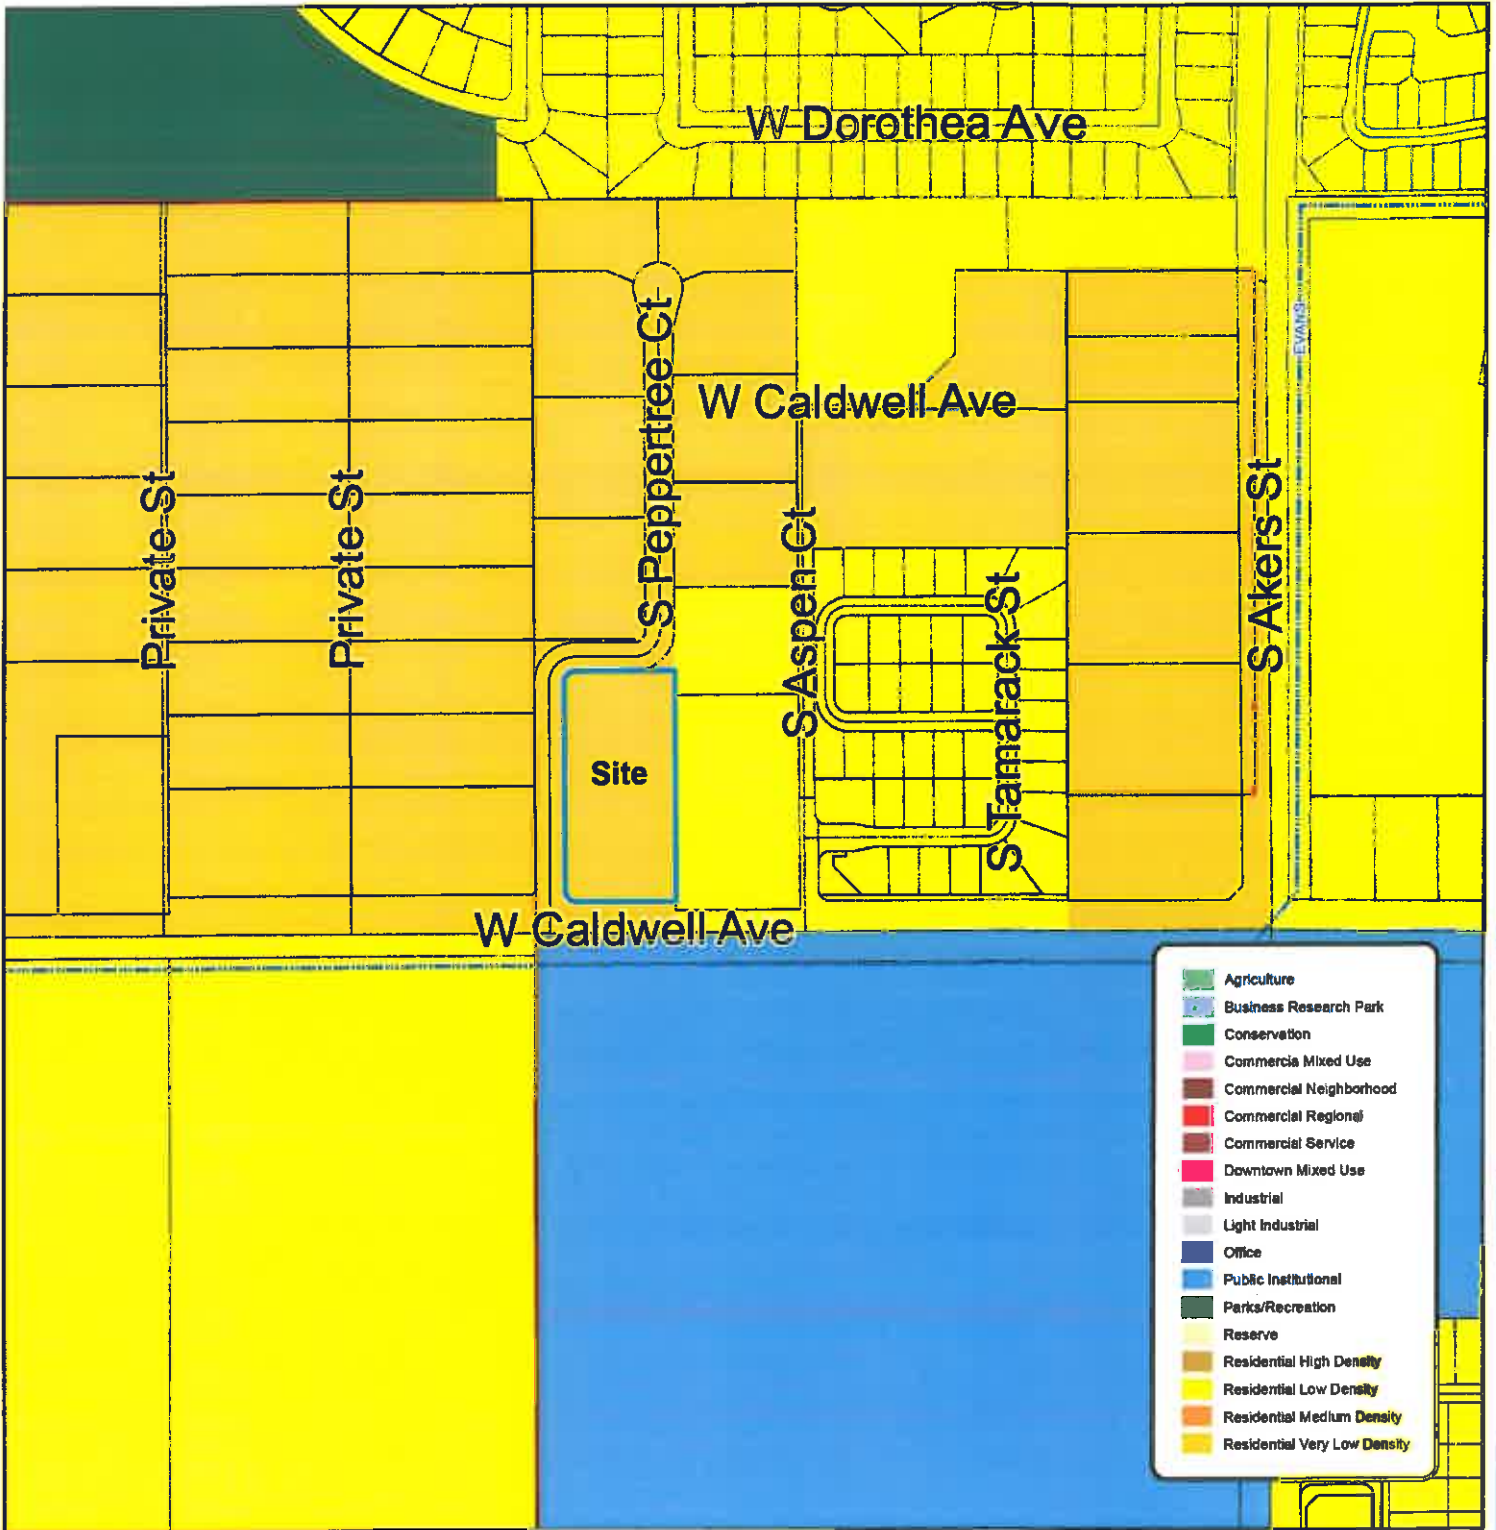 W Dorothea Ave
EVANS
S Peppertree Ct
W Caldwell Ave
Private St
Private St
S Akers St
S Aspen Ct
S Tamarack St
Site
W Caldwell Ave
Agriculture
Business Research Park
Conservation
Commercia Mixed Use
Commercial Neighborhood
Commercial Regional
Commercial Service
Downtown Mixed Use
Industrial
Light Industrial
Office
Public Institutional
Parks/Recreation
Reserve
Residential High Density
Residential Low Density
Residential Medium Density
Residential Very Low Density